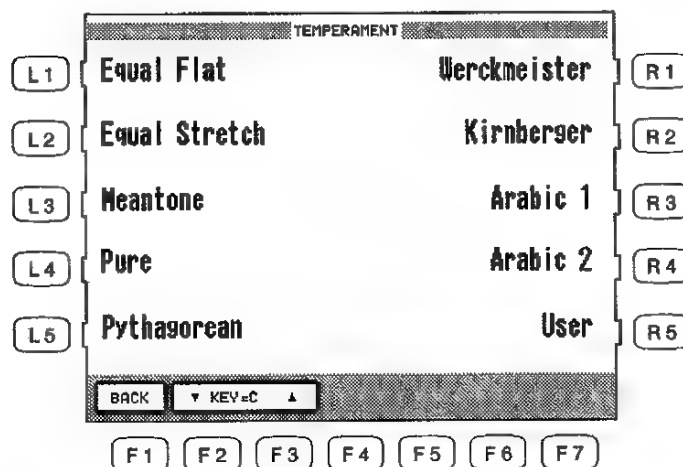 TEMPERAMENT
L1 Equal Flat Werckmeister R1
L2 Equal Stretch Kirnberger R2
L3 Meantone Arabic 1 R3
L4 Pure Arabic 2 R4
L5 Pythagorean User R5
BACK ▼ KEY=C ▲
F1 F2 F3 F4 F5 F6 F7